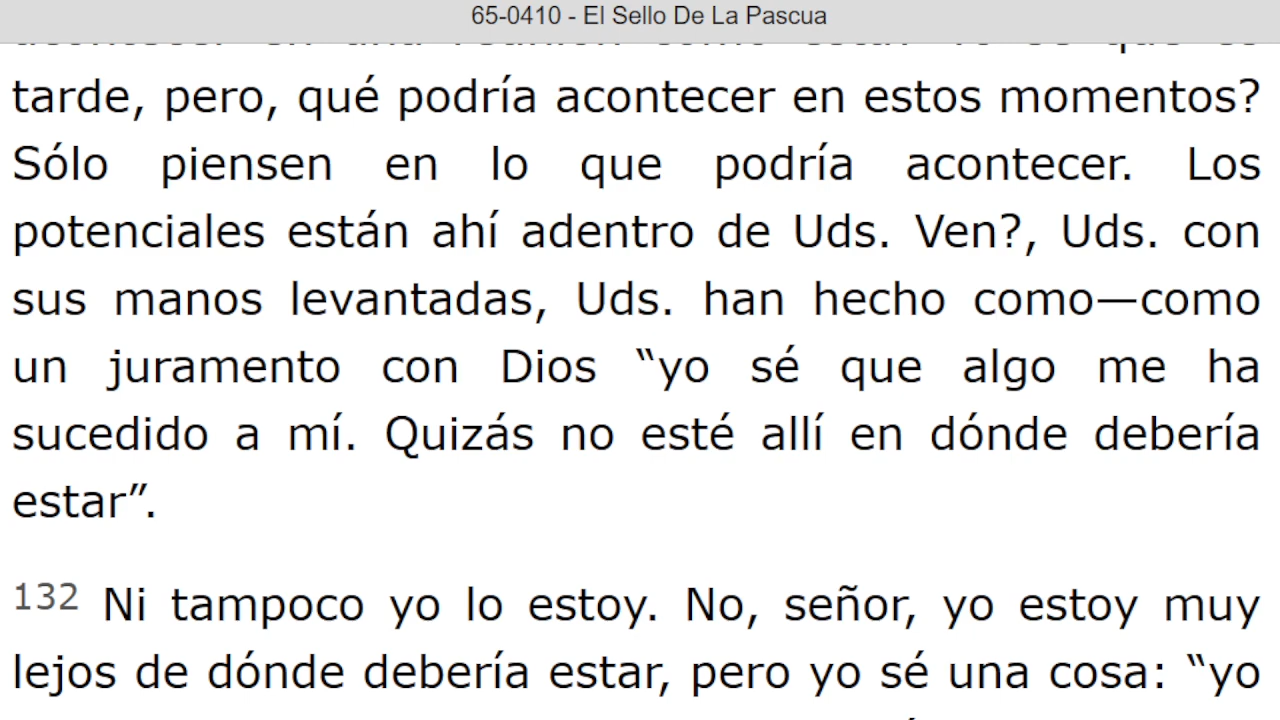 65-0410 - El Sello De La Pascua
tarde, pero, qué podría acontecer en estos momentos?
Sólo piensen en lo que podría acontecer. Los
potenciales están ahí adentro de Uds. Ven?, Uds. con
sus manos levantadas, Uds. han hecho como—como
un juramento con Dios “yo sé que algo me ha
sucedido a mí. Quizás no esté allí en dónde debería
estar”.
132 Ni tampoco yo lo estoy. No, señor, yo estoy muy
lejos de dónde debería estar, pero yo sé una cosa: “yo